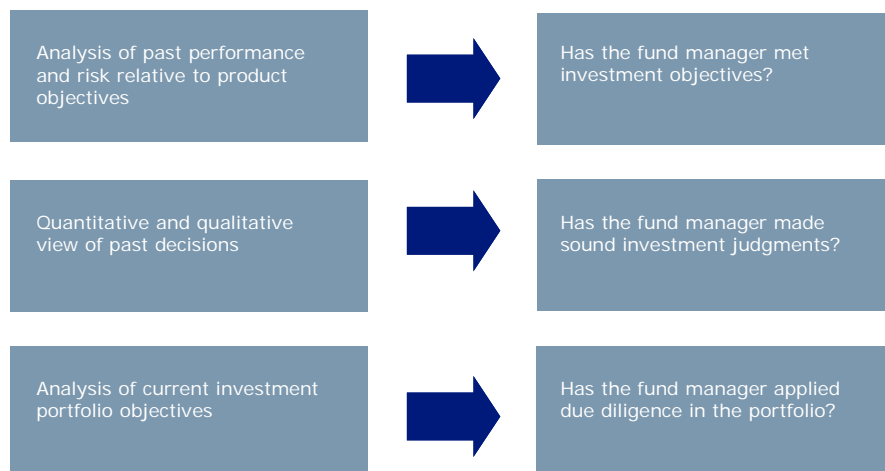 Analysis of past performance
and risk relative to product
objectives
Has the fund manager met
investment objectives?
Quantitative and qualitative
view of past decisions
Has the fund manager made
sound investment judgments?
Analysis of current investment
portfolio objectives
Has the fund manager applied
due diligence in the portfolio?